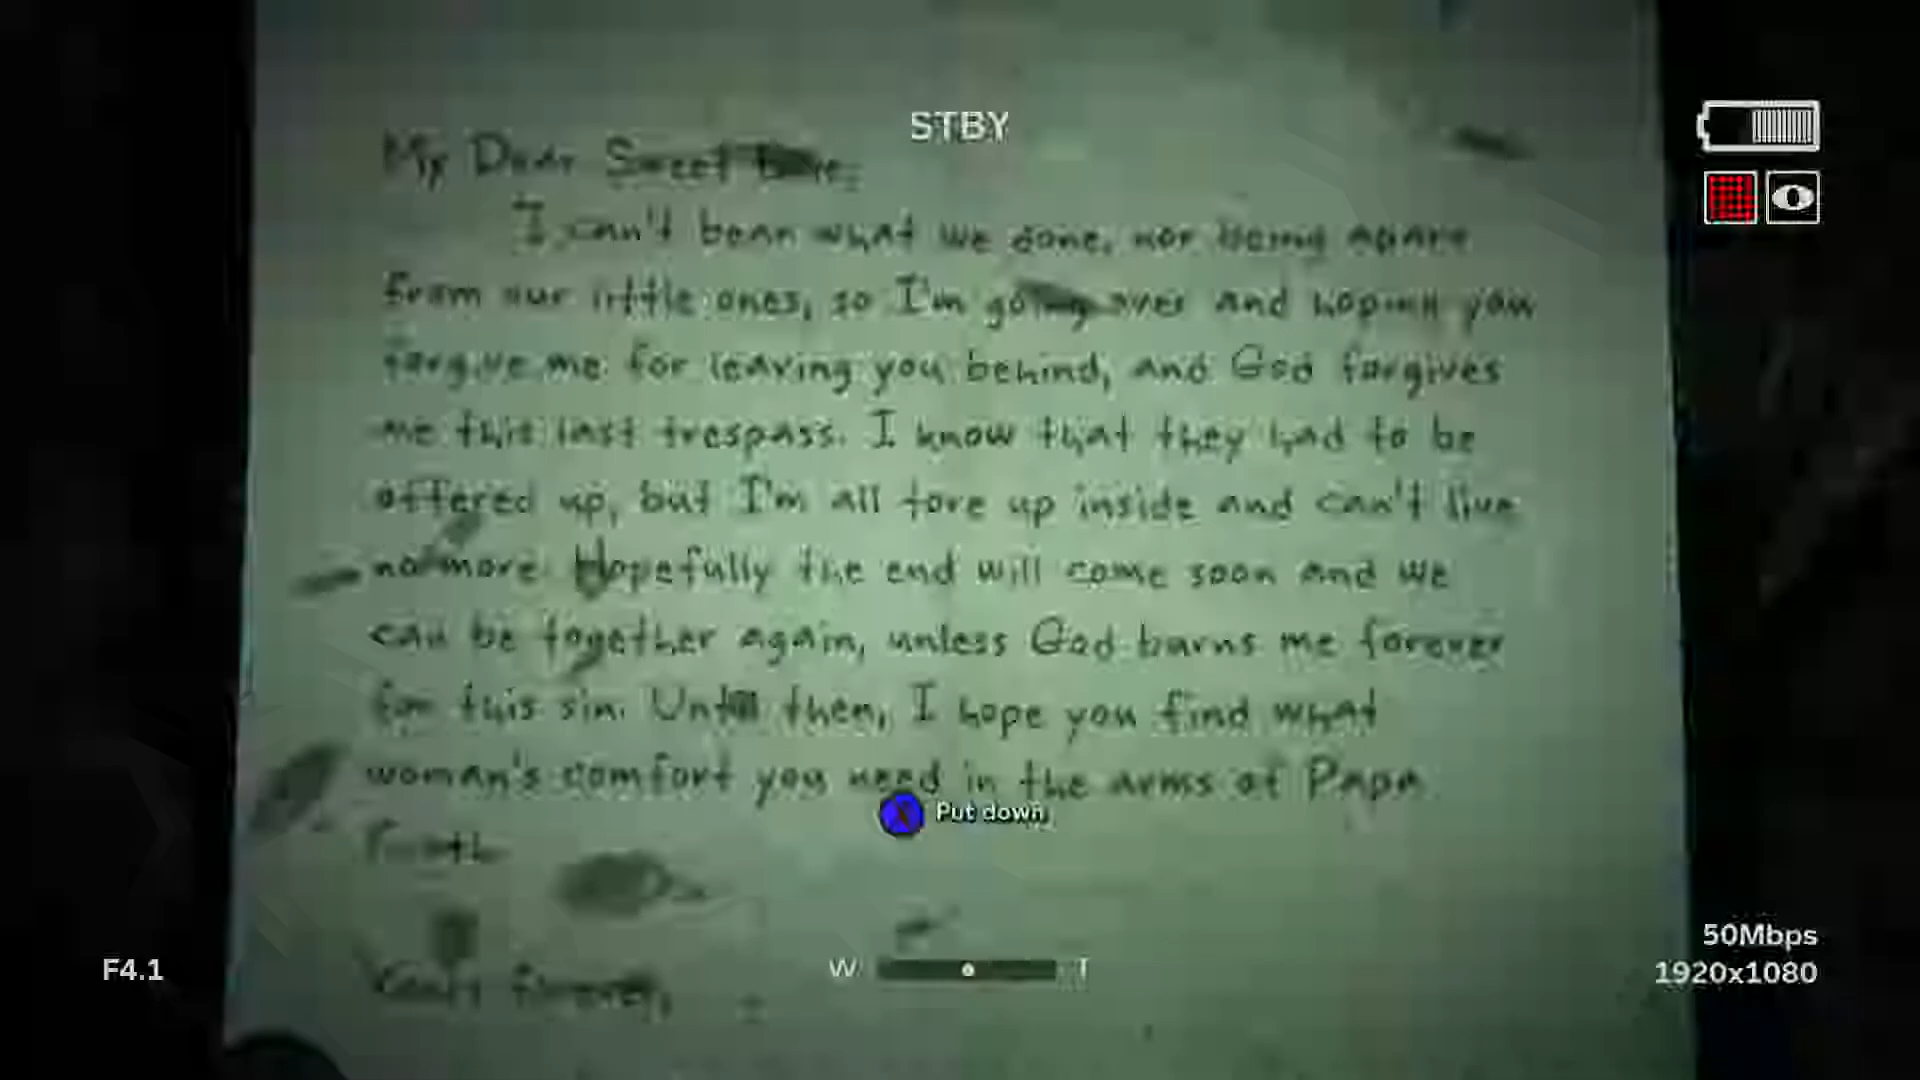 STBY
My Dear Sweet
I can't bear what we done, nor being apart
from our little ones, so I'm going over and hoping you
forgive me for leaving you behind, and God forgives
me this last trespass. I know that they had to be
offered up, but I'm all tore up inside and can't live
no more. Hopefully the end will come soon and we
can be together again, unless God burns me forever
for this sin. Until then, I hope you find what
woman's comfort you need in the arms of Papa
X Put down
forever,
50Mbps
F4.1
W T
1920x1080